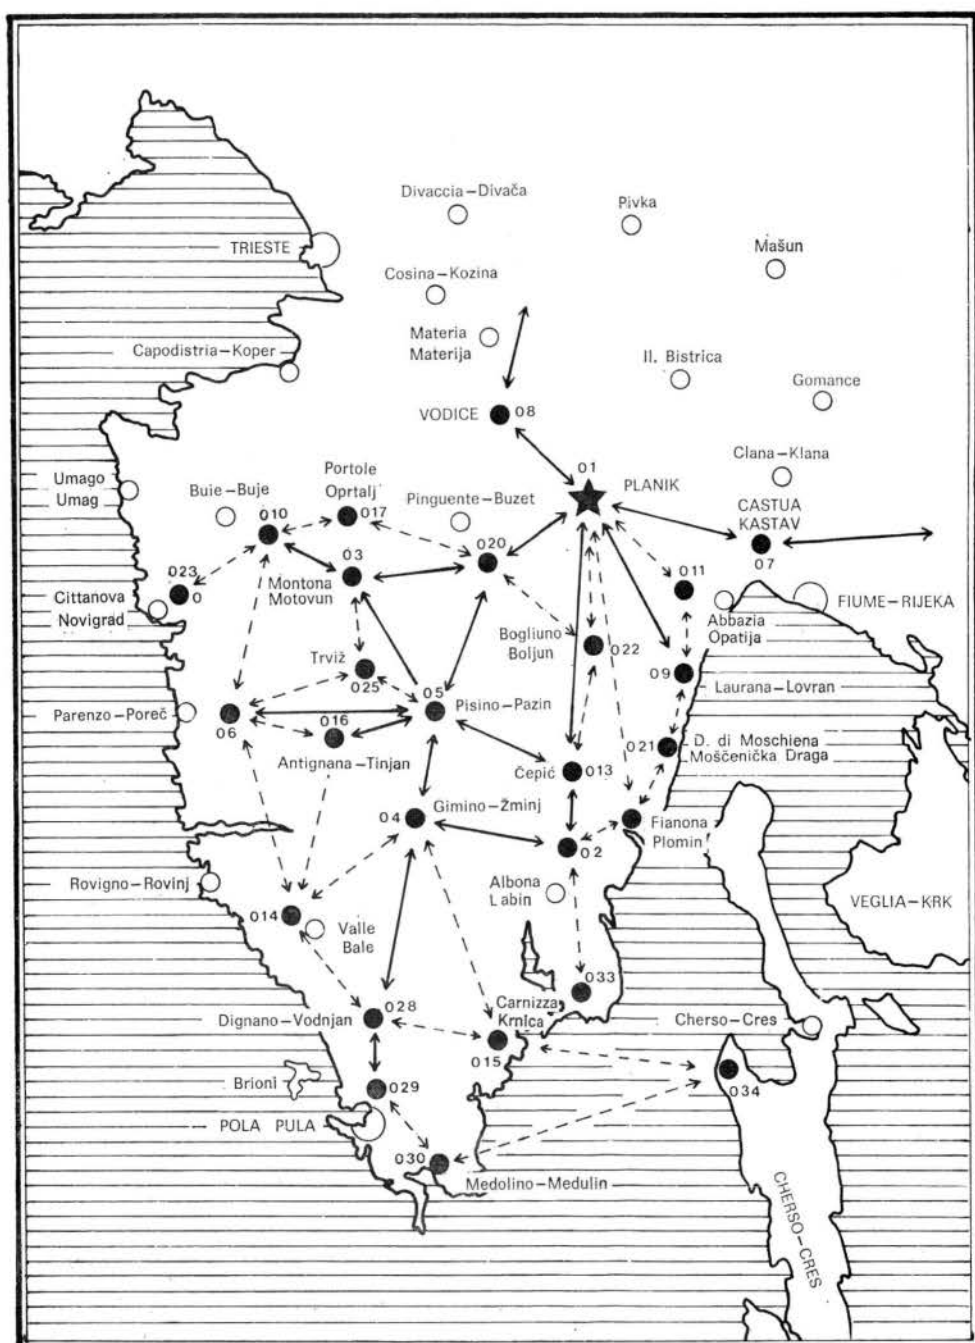 Divaccia–Divača
Pivka
TRIESTE
Mašun
Cosina–Kozina
Materia
Materija
Capodistria–Koper
Il. Bistrica
Gomance
VODICE
08
Clana–Klana
Umago
Umag
Buie–Buje
Portole
Oprtalj
Pinguente–Buzet
01
PLANIK
CASTUA
KASTAV
07
010
017
03
020
023
0
Cittanova
Novigrad
Montona
Motovun
011
FIUME–RIJEKA
Abbazia
Opatija
Bogliuno
Boljun
022
Trviž
025
05
09
Laurana–Lovran
Parenzo–Poreč
06
016
Pisino–Pazin
Antignana–Tinjan
021
D. di Moschiena
Moščenička Draga
Čepić
013
04
Gimino–Žminj
02
Fianona
Plomin
Rovigno–Rovinj
Albona
Labin
VEGLIA–KRK
014
Valle
Bale
033
Carnizza
Krnica
028
Dignano–Vodnjan
015
Cherso–Cres
Brioni
029
034
POLA PULA
030
Medolino–Medulin
CHERSO–CRES